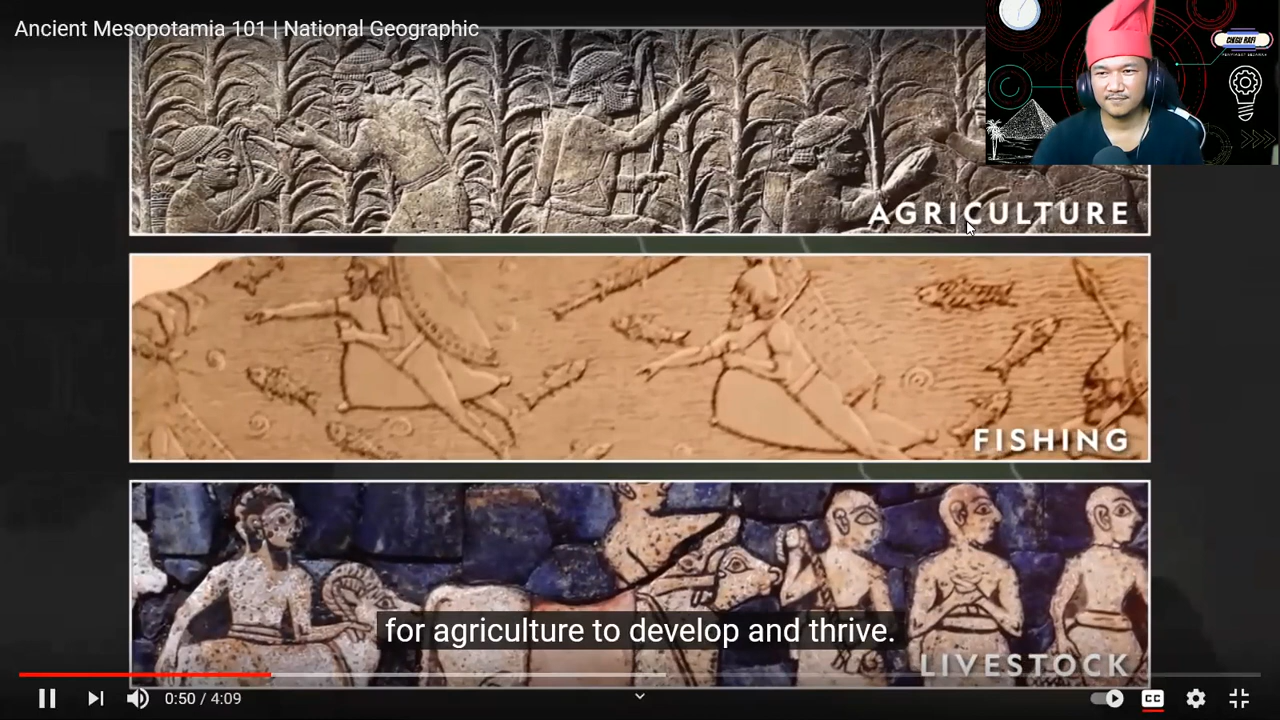 Ancient Mesopotamia 101 | National Geographic
CIKGU RAFI
AGRICULTURE
FISHING
for agriculture to develop and thrive.
LIVESTOCK
0:50 / 4:09
CC